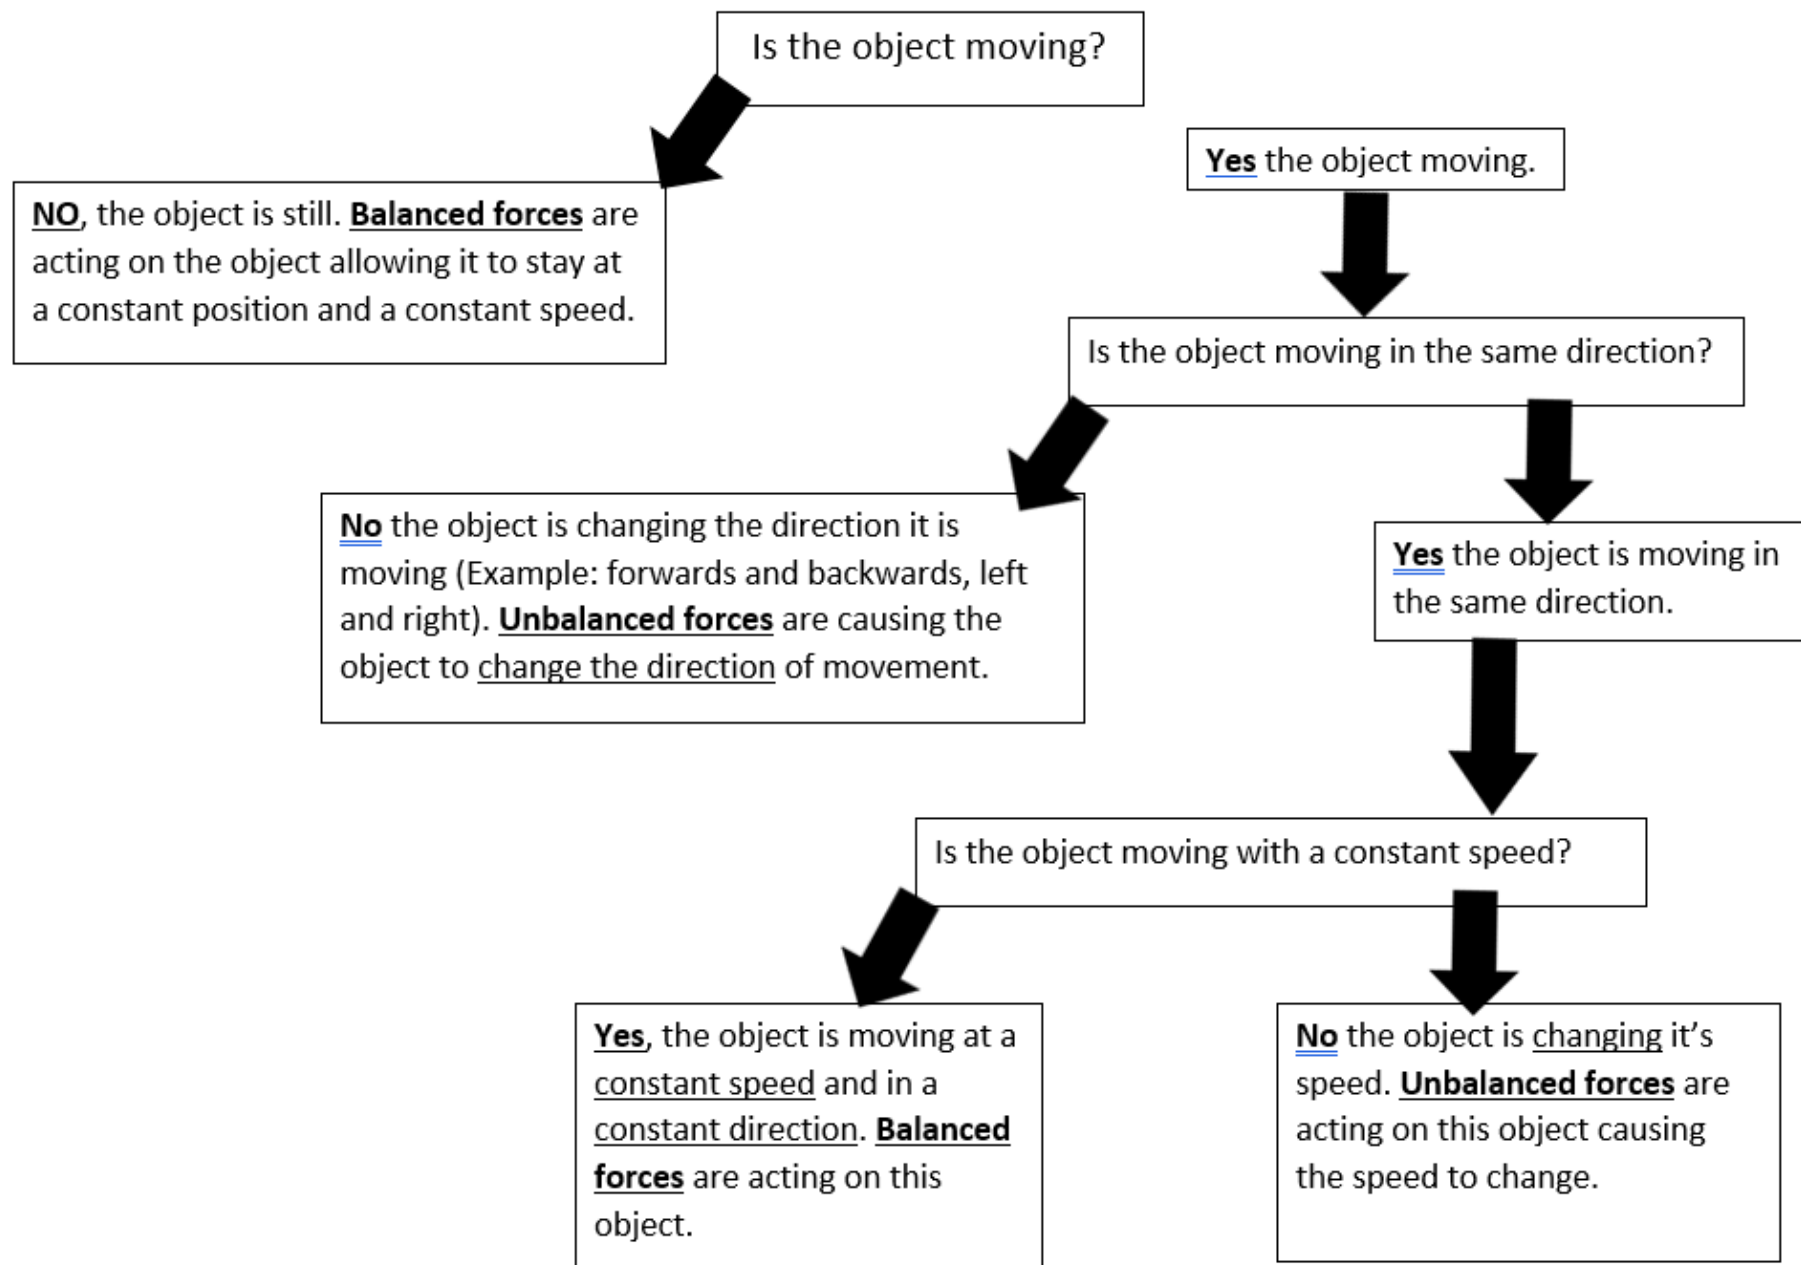 Is the object moving?
Yes the object moving.
NO, the object is still. Balanced forces are
acting on the object allowing it to stay at
a constant position and a constant speed.
Is the object moving in the same direction?
No the object is changing the direction it is
moving (Example: forwards and backwards, left
and right). Unbalanced forces are causing the
object to change the direction of movement.
Yes the object is moving in
the same direction.
Is the object moving with a constant speed?
Yes, the object is moving at a
constant speed and in a
constant direction. Balanced
forces are acting on this
object.
No the object is changing it’s
speed. Unbalanced forces are
acting on this object causing
the speed to change.